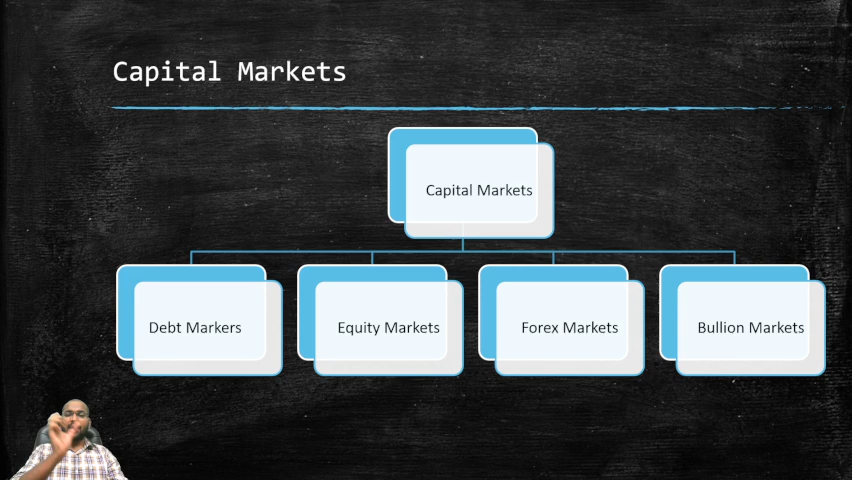 Capital Markets
Capital Markets
Debt Markers
Equity Markets
Forex Markets
Bullion Markets